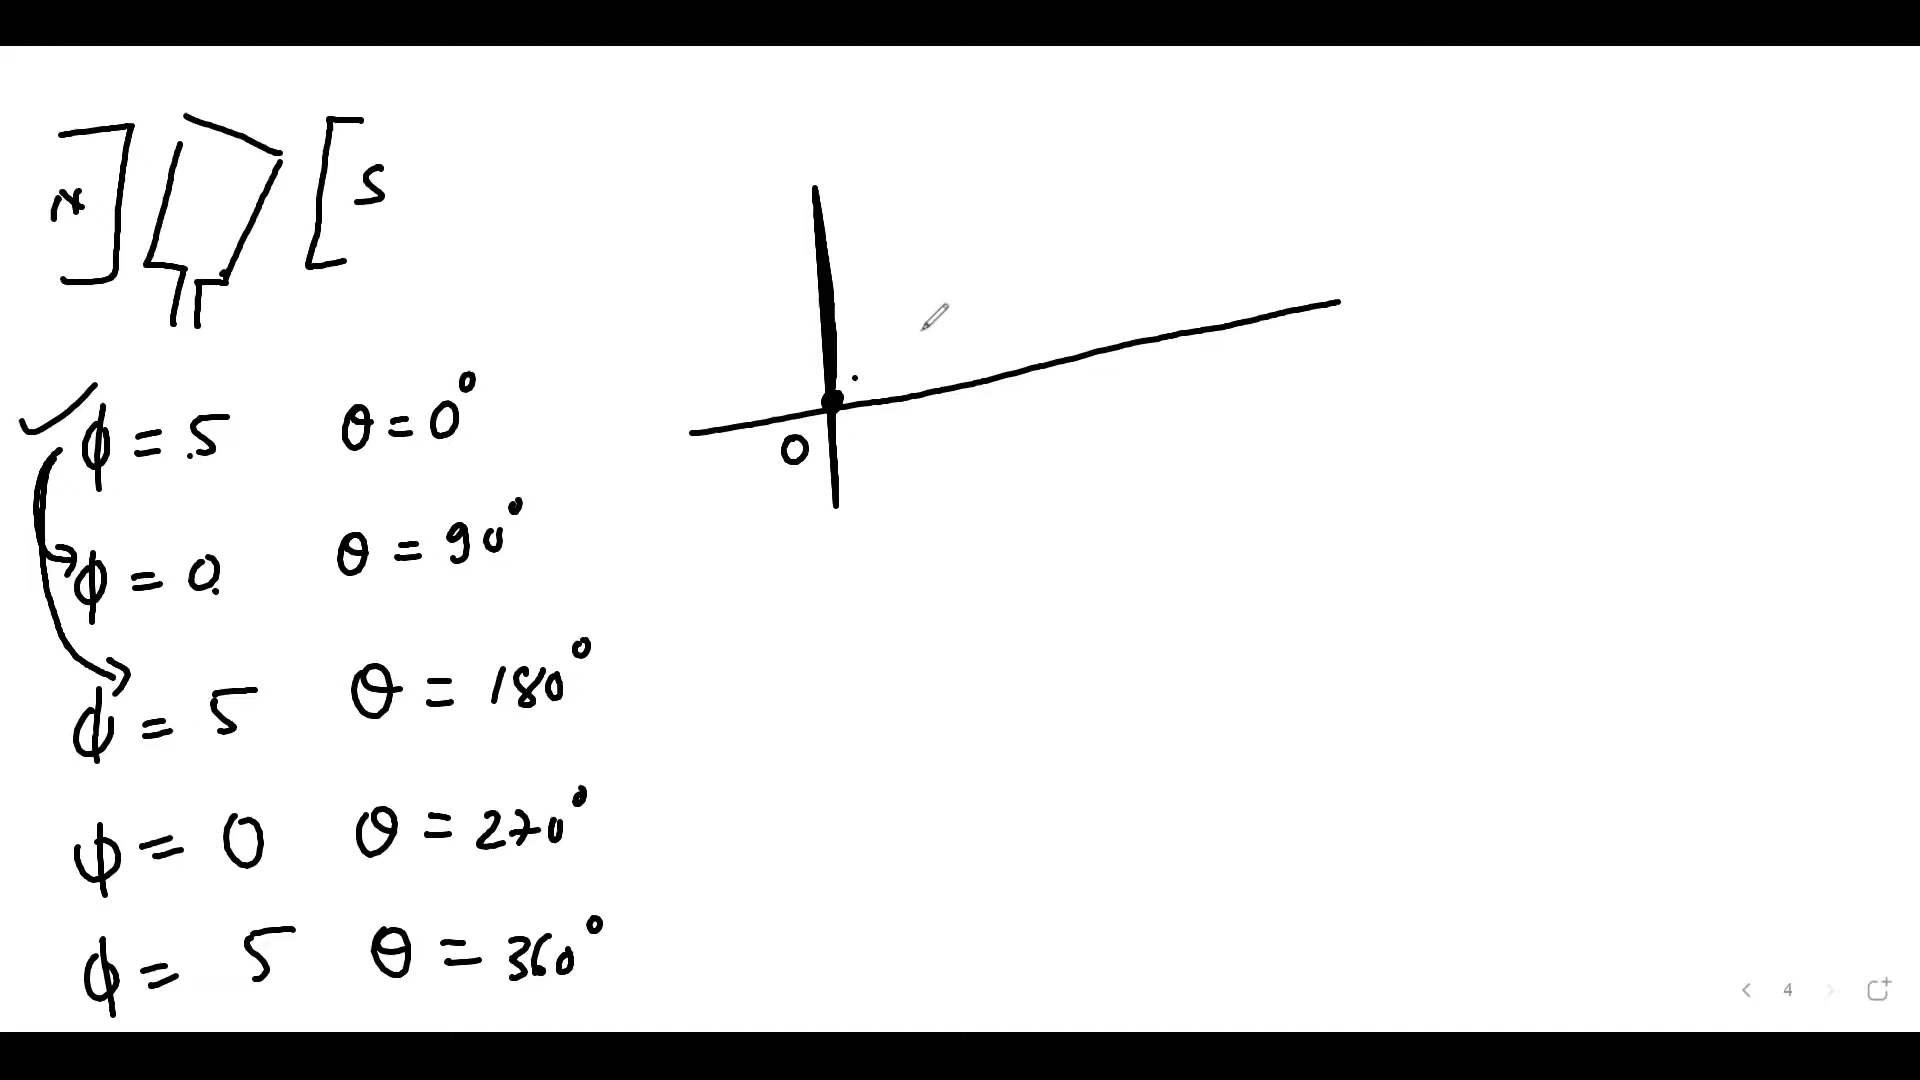 N S
0
ϕ = 5 θ = 0°
ϕ = 0 θ = 90°
ϕ = 5 θ = 180°
ϕ = 0 θ = 270°
ϕ = 5 θ = 360°
4